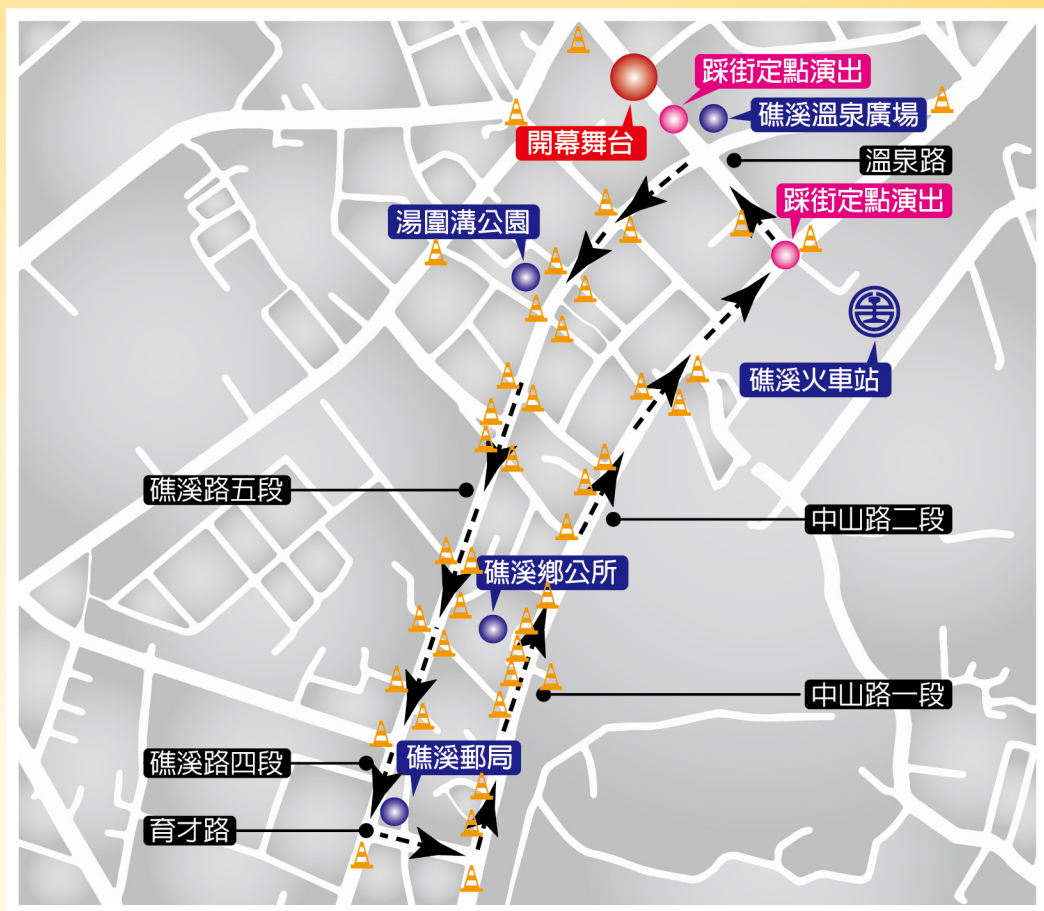 踩街定點演出
礁溪溫泉廣場
開幕舞台
溫泉路
踩街定點演出
湯圍溝公園
礁溪火車站
礁溪路五段
中山路二段
礁溪鄉公所
中山路一段
礁溪郵局
礁溪路四段
育才路